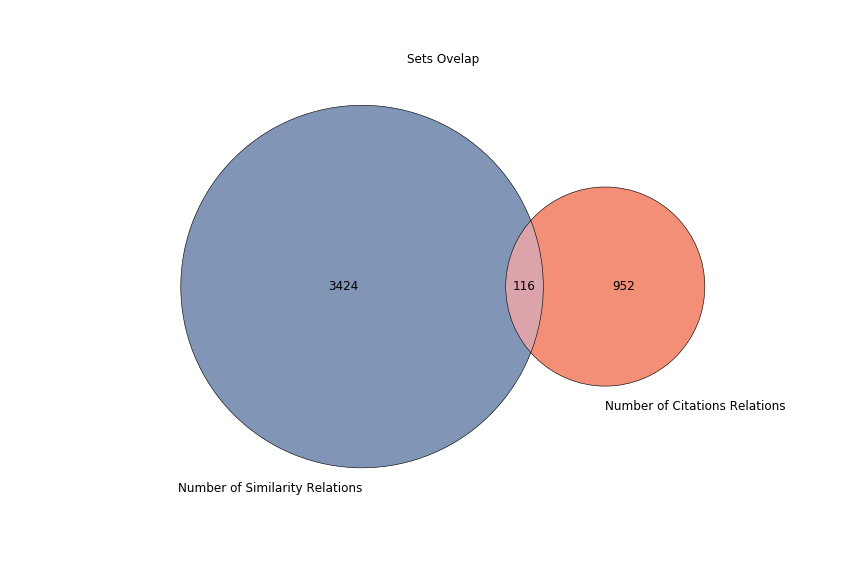 Sets Ovelap
3424
116
952
Number of Citations Relations
Number of Similarity Relations